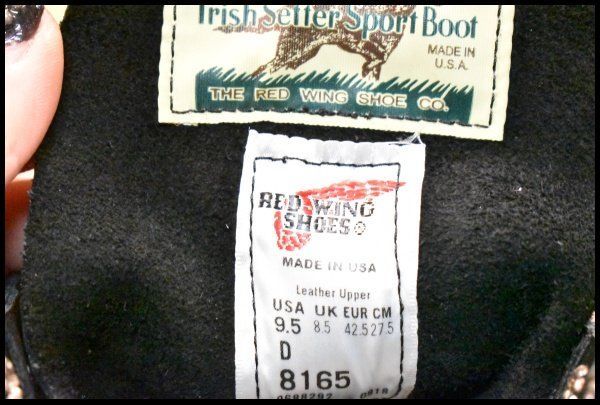 Irish Setter Sport Boot
MADE IN
U.S.A.
THE RED WING SHOE CO.
RED WING
SHOES®
MADE IN USA
Leather Upper
USA UK EUR CM
9.5 8.5 42.5 27.5
D
8165